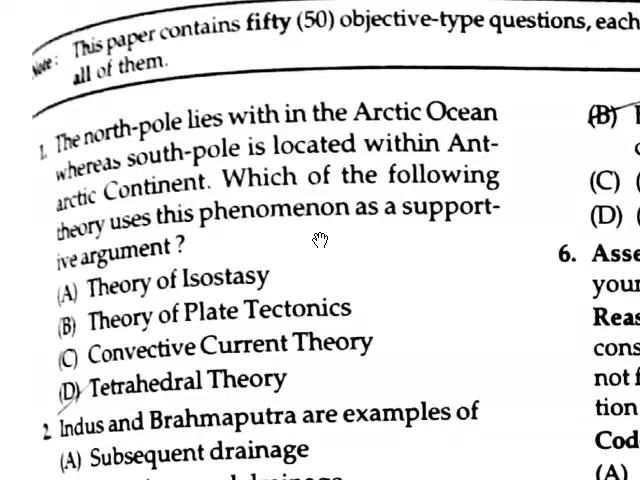 Note : This paper contains fifty (50) objective-type questions, each
all of them.
1. The north-pole lies with in the Arctic Ocean
whereas south-pole is located within Ant-
arctic Continent. Which of the following
theory uses this phenomenon as a support-
ive argument ?
(A) Theory of Isostasy
(B) Theory of Plate Tectonics
(C) Convective Current Theory
(D) Tetrahedral Theory
2. Indus and Brahmaputra are examples of
(A) Subsequent drainage
(B)
(C)
(D)
6. Asse
your
Reas
cons
not f
tion
Code
(A)